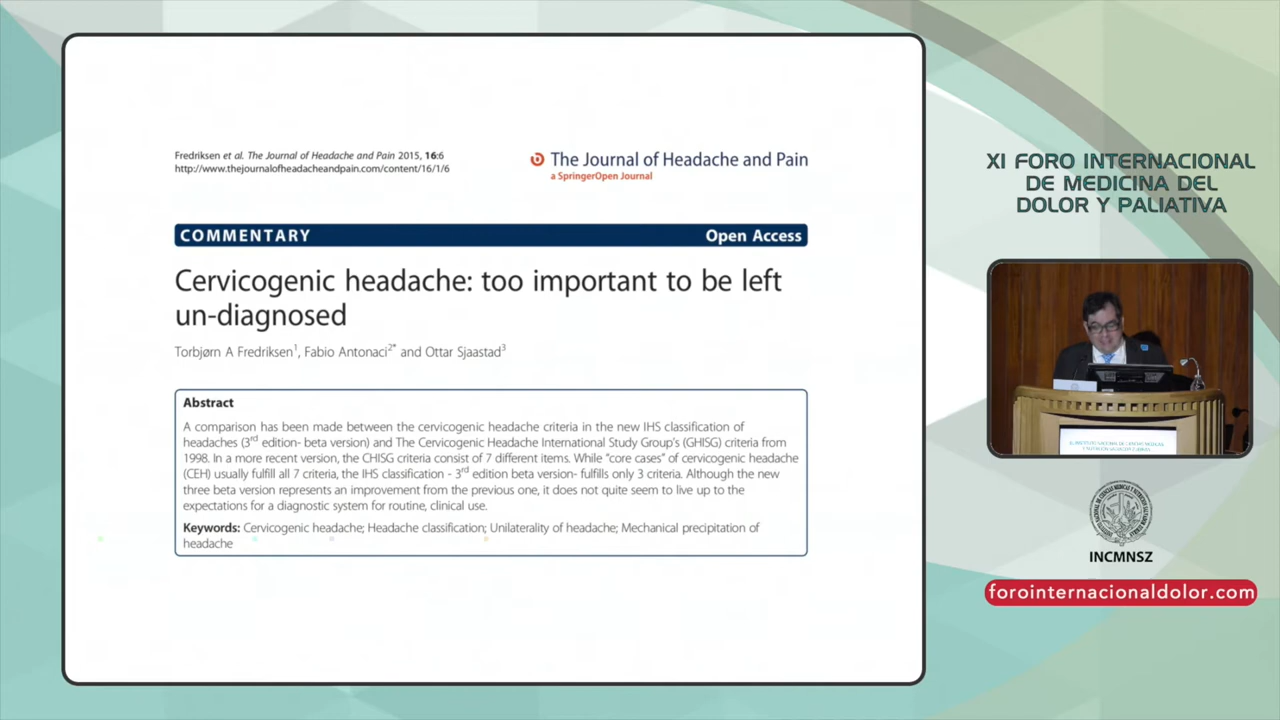 Fredriksen et al. The Journal of Headache and Pain 2015, 16:6
http://www.thejournalofheadacheandpain.com/content/16/1/6
The Journal of Headache and Pain
a SpringerOpen Journal
COMMENTARY
Open Access
Cervicogenic headache: too important to be left
un-diagnosed
Torbjørn A Fredriksen1, Fabio Antonaci2* and Ottar Sjaastad3
Abstract
A comparison has been made between the cervicogenic headache criteria in the new IHS classification of
headaches (3rd edition- beta version) and The Cervicogenic Headache International Study Group's (GHISG) criteria from
1998. In a more recent version, the CHISG criteria consist of 7 different items. While "core cases" of cervicogenic headache
(CEH) usually fulfill all 7 criteria, the IHS classification - 3rd edition beta version- fulfills only 3 criteria. Although the new
three beta version represents an improvement from the previous one, it does not quite seem to live up to the
expectations for a diagnostic system for routine, clinical use.
Keywords: Cervicogenic headache; Headache classification; Unilaterality of headache; Mechanical precipitation of
headache
XI FORO INTERNACIONAL
DE MEDICINA DEL
DOLOR Y PALIATIVA
INCMNSZ
forointernacionaldolor.com